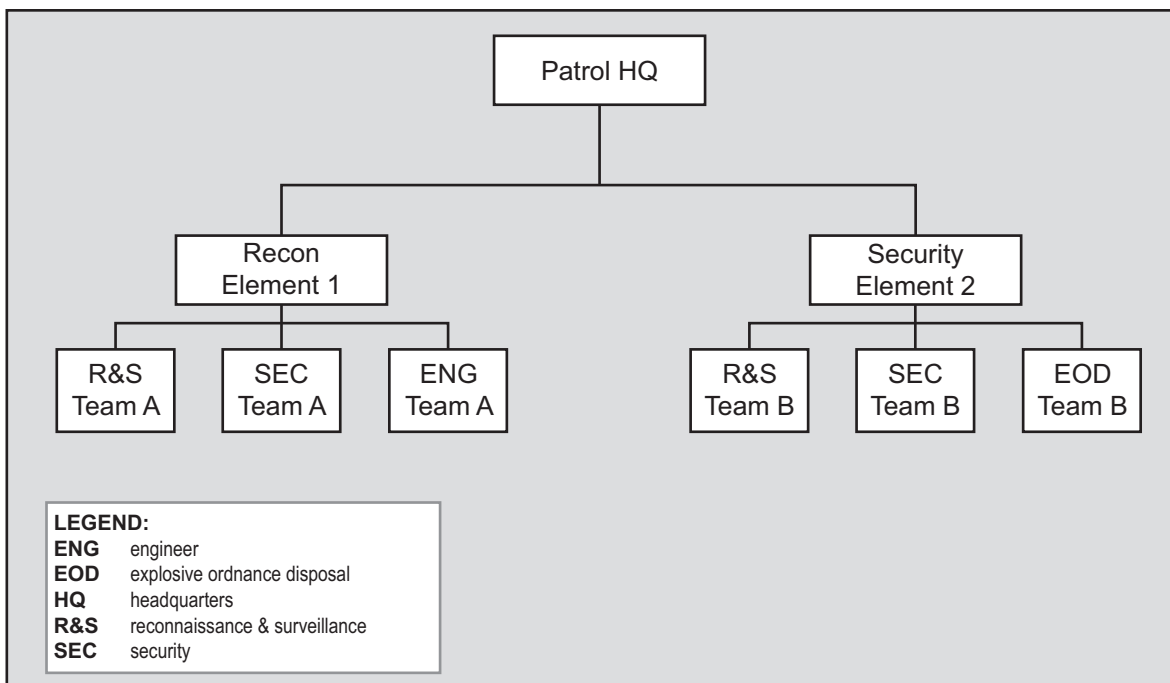 Patrol HQ
Recon
Element 1
Security
Element 2
R&S
Team A
SEC
Team A
ENG
Team A
R&S
Team B
SEC
Team B
EOD
Team B
LEGEND:
ENG engineer
EOD explosive ordnance disposal
HQ headquarters
R&S reconnaissance & surveillance
SEC security